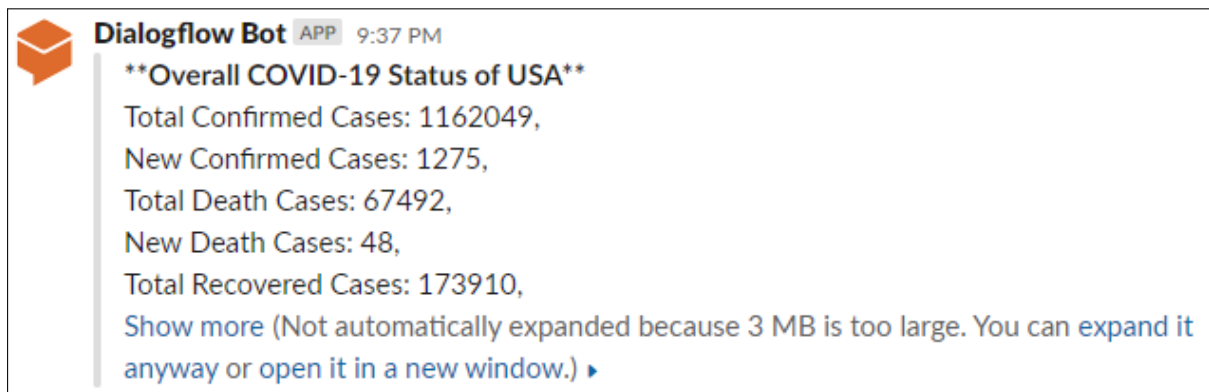 Dialogflow Bot APP 9:37 PM
**Overall COVID-19 Status of USA**
Total Confirmed Cases: 1162049,
New Confirmed Cases: 1275,
Total Death Cases: 67492,
New Death Cases: 48,
Total Recovered Cases: 173910,
Show more (Not automatically expanded because 3 MB is too large. You can expand it
anyway or open it in a new window.)